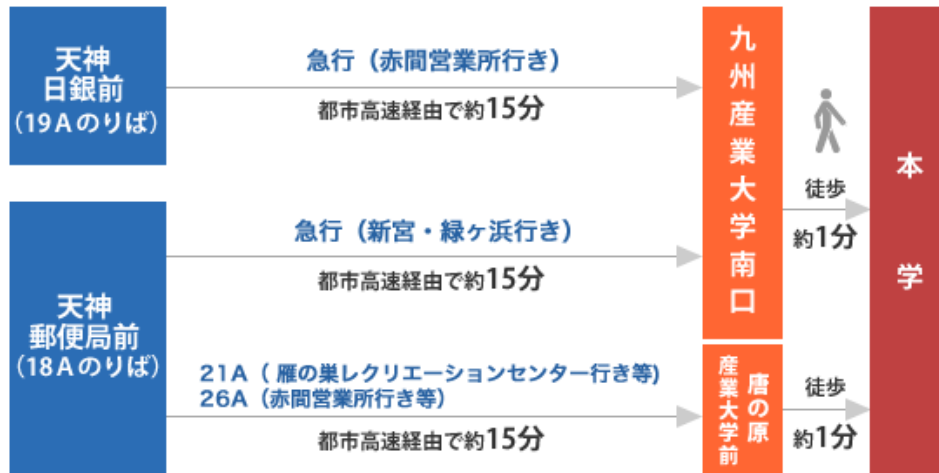 天神
日銀前
（19Aのりば）
急行（赤間営業所行き）
都市高速経由で約15分
天神
郵便局前
（18Aのりば）
急行（新宮・緑ヶ浜行き）
都市高速経由で約15分
21A（ 雁の巣レクリエーションセンター行き等）
26A（赤間営業所行き等）
都市高速経由で約15分
九州産業大学南口
唐の原
産業大学前
徒歩
約1分
徒歩
約1分
本学